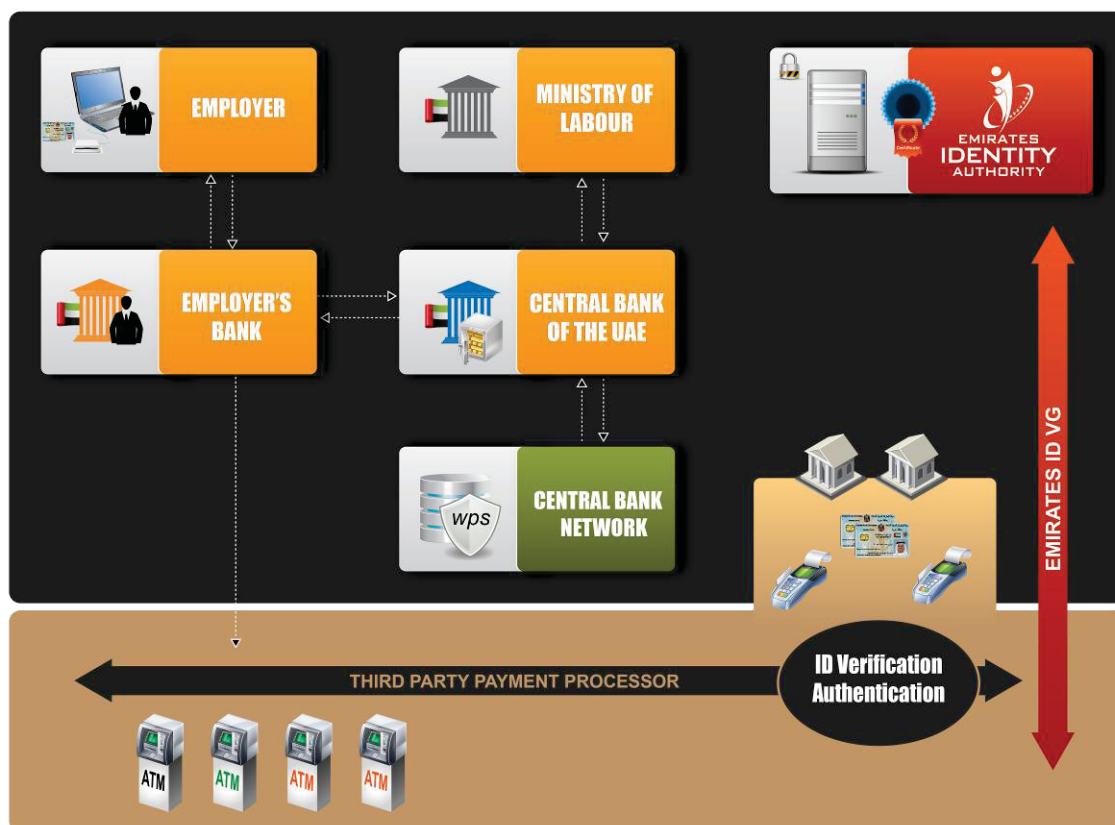 EMPLOYER
MINISTRY OF
LABOUR
Certificate
EMIRATES
IDENTITY
AUTHORITY
EMPLOYER'S
BANK
CENTRAL BANK
OF THE UAE
wps
CENTRAL BANK
NETWORK
EMIRATES ID VG
THIRD PARTY PAYMENT PROCESSOR
ID Verification
Authentication
ATM
ATM
ATM
ATM